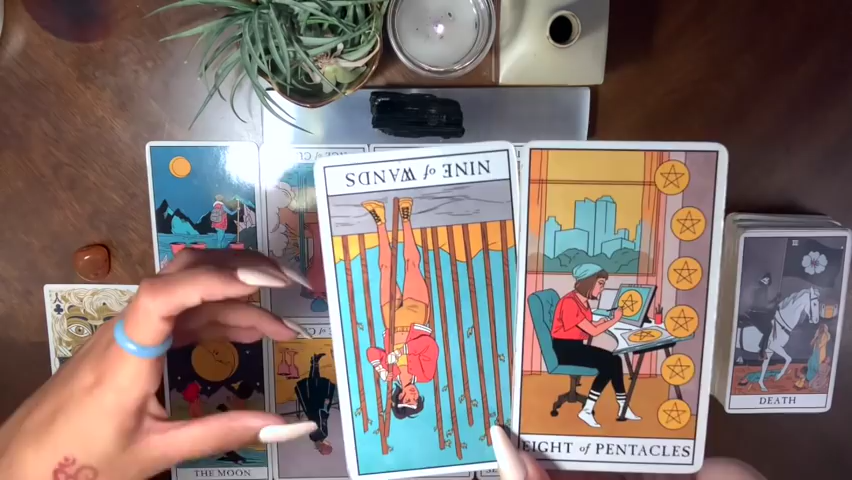 NINE of WANDS
EIGHT of PENTACLES
DEATH
THE MOON